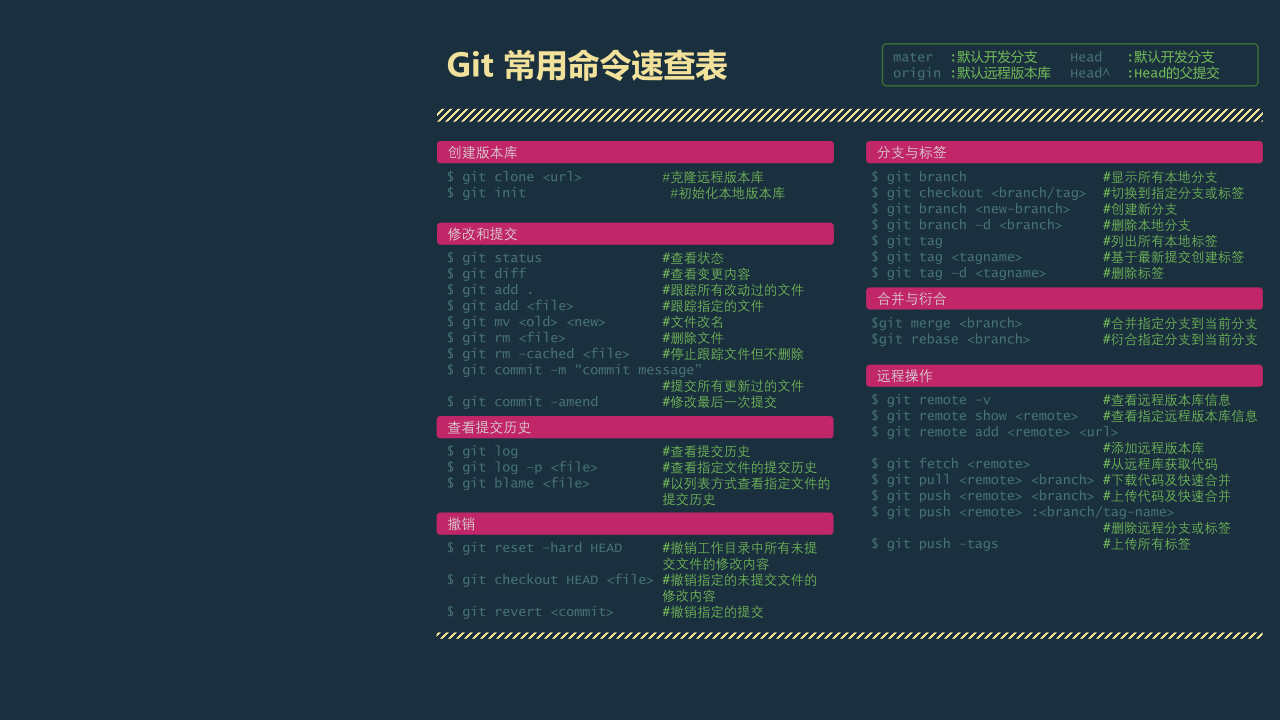 Git 常用命令速查表
mater :默认开发分支 Head :默认开发分支
origin :默认远程版本库 Head^ :Head的父提交
创建版本库
$ git clone <url> #克隆远程版本库
$ git init #初始化本地版本库
修改和提交
$ git status #查看状态
$ git diff #查看变更内容
$ git add . #跟踪所有改动过的文件
$ git add <file> #跟踪指定的文件
$ git mv <old> <new> #文件改名
$ git rm <file> #删除文件
$ git rm –cached <file> #停止跟踪文件但不删除
$ git commit –m “commit message”
#提交所有更新过的文件
$ git commit –amend #修改最后一次提交
查看提交历史
$ git log #查看提交历史
$ git log –p <file> #查看指定文件的提交历史
$ git blame <file> #以列表方式查看指定文件的
提交历史
撤销
$ git reset –hard HEAD #撤销工作目录中所有未提
交文件的修改内容
$ git checkout HEAD <file> #撤销指定的未提交文件的
修改内容
$ git revert <commit> #撤销指定的提交
分支与标签
$ git branch #显示所有本地分支
$ git checkout <branch/tag> #切换到指定分支或标签
$ git branch <new-branch> #创建新分支
$ git branch –d <branch> #删除本地分支
$ git tag #列出所有本地标签
$ git tag <tagname> #基于最新提交创建标签
$ git tag –d <tagname> #删除标签
合并与衍合
$git merge <branch> #合并指定分支到当前分支
$git rebase <branch> #衍合指定分支到当前分支
远程操作
$ git remote –v #查看远程版本库信息
$ git remote show <remote> #查看指定远程版本库信息
$ git remote add <remote> <url>
#添加远程版本库
$ git fetch <remote> #从远程库获取代码
$ git pull <remote> <branch> #下载代码及快速合并
$ git push <remote> <branch> #上传代码及快速合并
$ git push <remote> :<branch/tag-name>
#删除远程分支或标签
$ git push –tags #上传所有标签